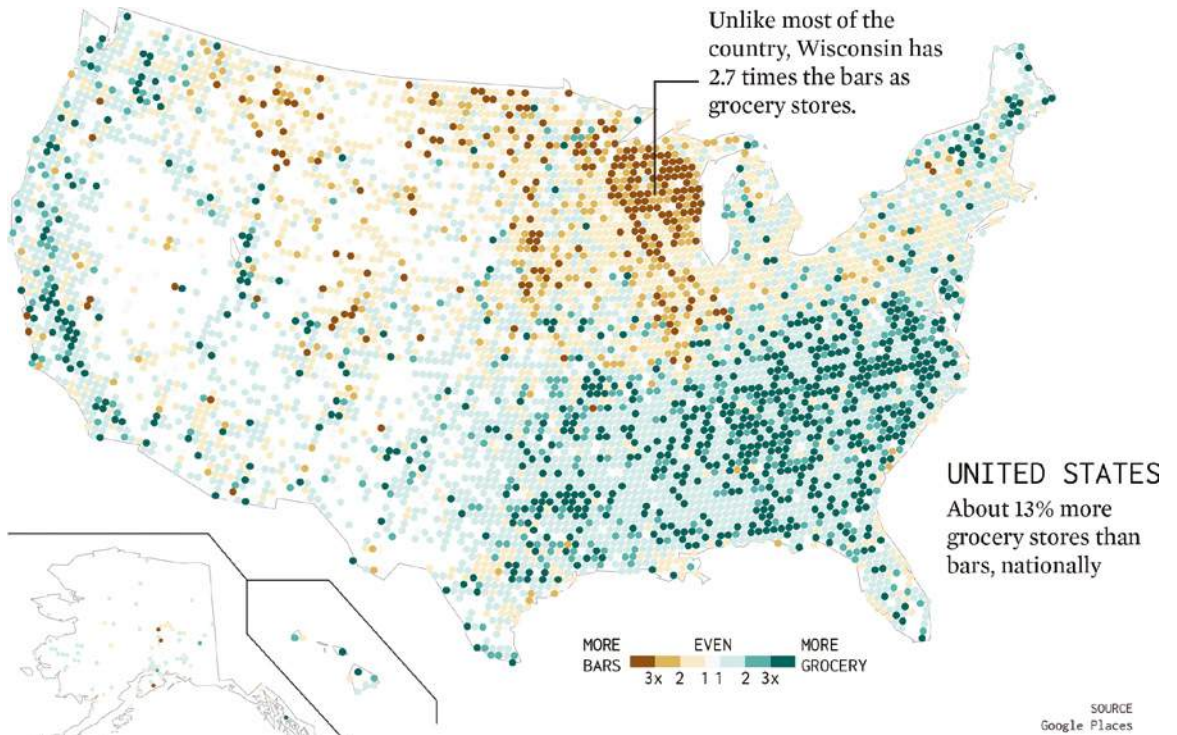 Unlike most of the
country, Wisconsin has
2.7 times the bars as
grocery stores.
UNITED STATES
About 13% more
grocery stores than
bars, nationally
MORE EVEN MORE
BARS GROCERY
3x 2 1 1 2 3x
SOURCE
Google Places